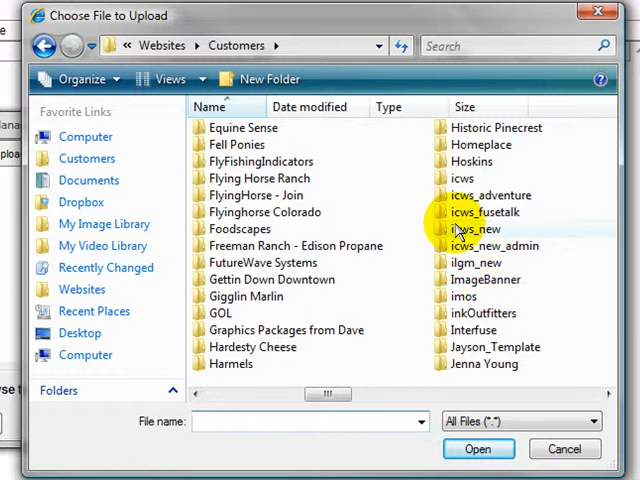 Choose File to Upload
« Websites Customers
Search
Organize Views New Folder
Name Date modified Type Size
Favorite Links
Computer
Customers
Documents
Dropbox
My Image Library
My Video Library
Recently Changed
Websites
Recent Places
Desktop
Computer
Folders
Equine Sense
Fell Ponies
FlyFishingIndicators
Flying Horse Ranch
FlyingHorse - Join
Flyinghorse Colorado
Foodscapes
Freeman Ranch - Edison Propane
FutureWave Systems
Gettin Down Downtown
Gigglin Marlin
GOL
Graphics Packages from Dave
Hardesty Cheese
Harmels
Historic Pinecrest
Homeplace
Hoskins
icws
icws_adventure
icws_fusetalk
icws_new
icws_new_admin
ilgm_new
ImageBanner
imos
inkOutfitters
Interfuse
Jayson_Template
Jenna Young
File name:
All Files (*.*)
Open Cancel